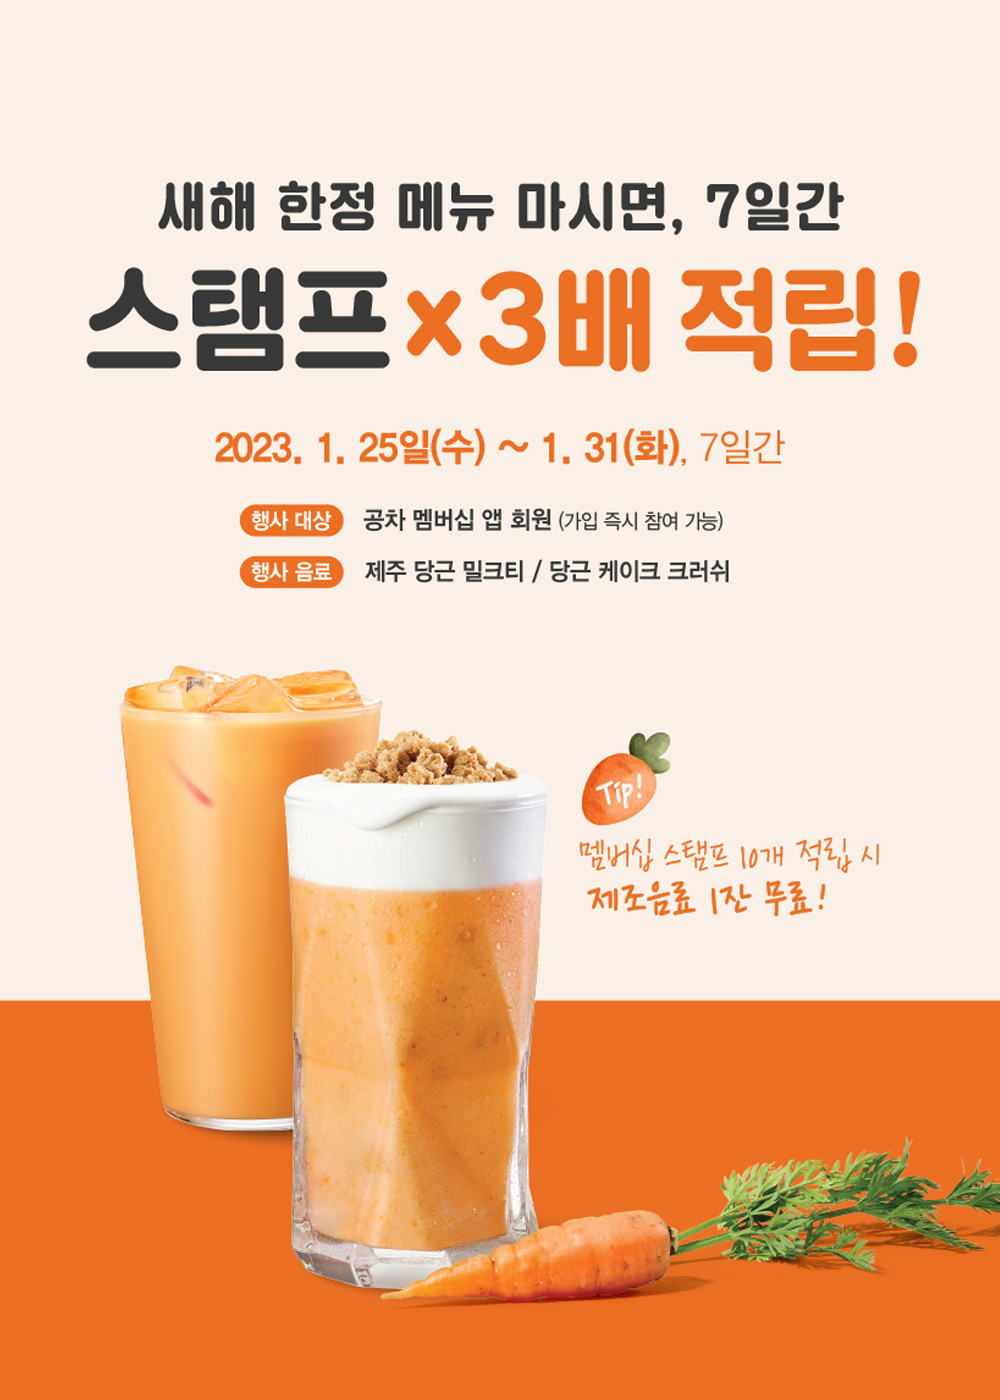 새해 한정 메뉴 마시면, 7일간
스탬프×3배 적립!
2023. 1. 25일(수) ~ 1. 31(화), 7일간
행사 대상 공차 멤버십 앱 회원 (가입 즉시 참여 가능)
행사 음료 제주 당근 밀크티 / 당근 케이크 크러쉬
Tip!
멤버십 스탬프 10개 적립 시
제조음료 1잔 무료!